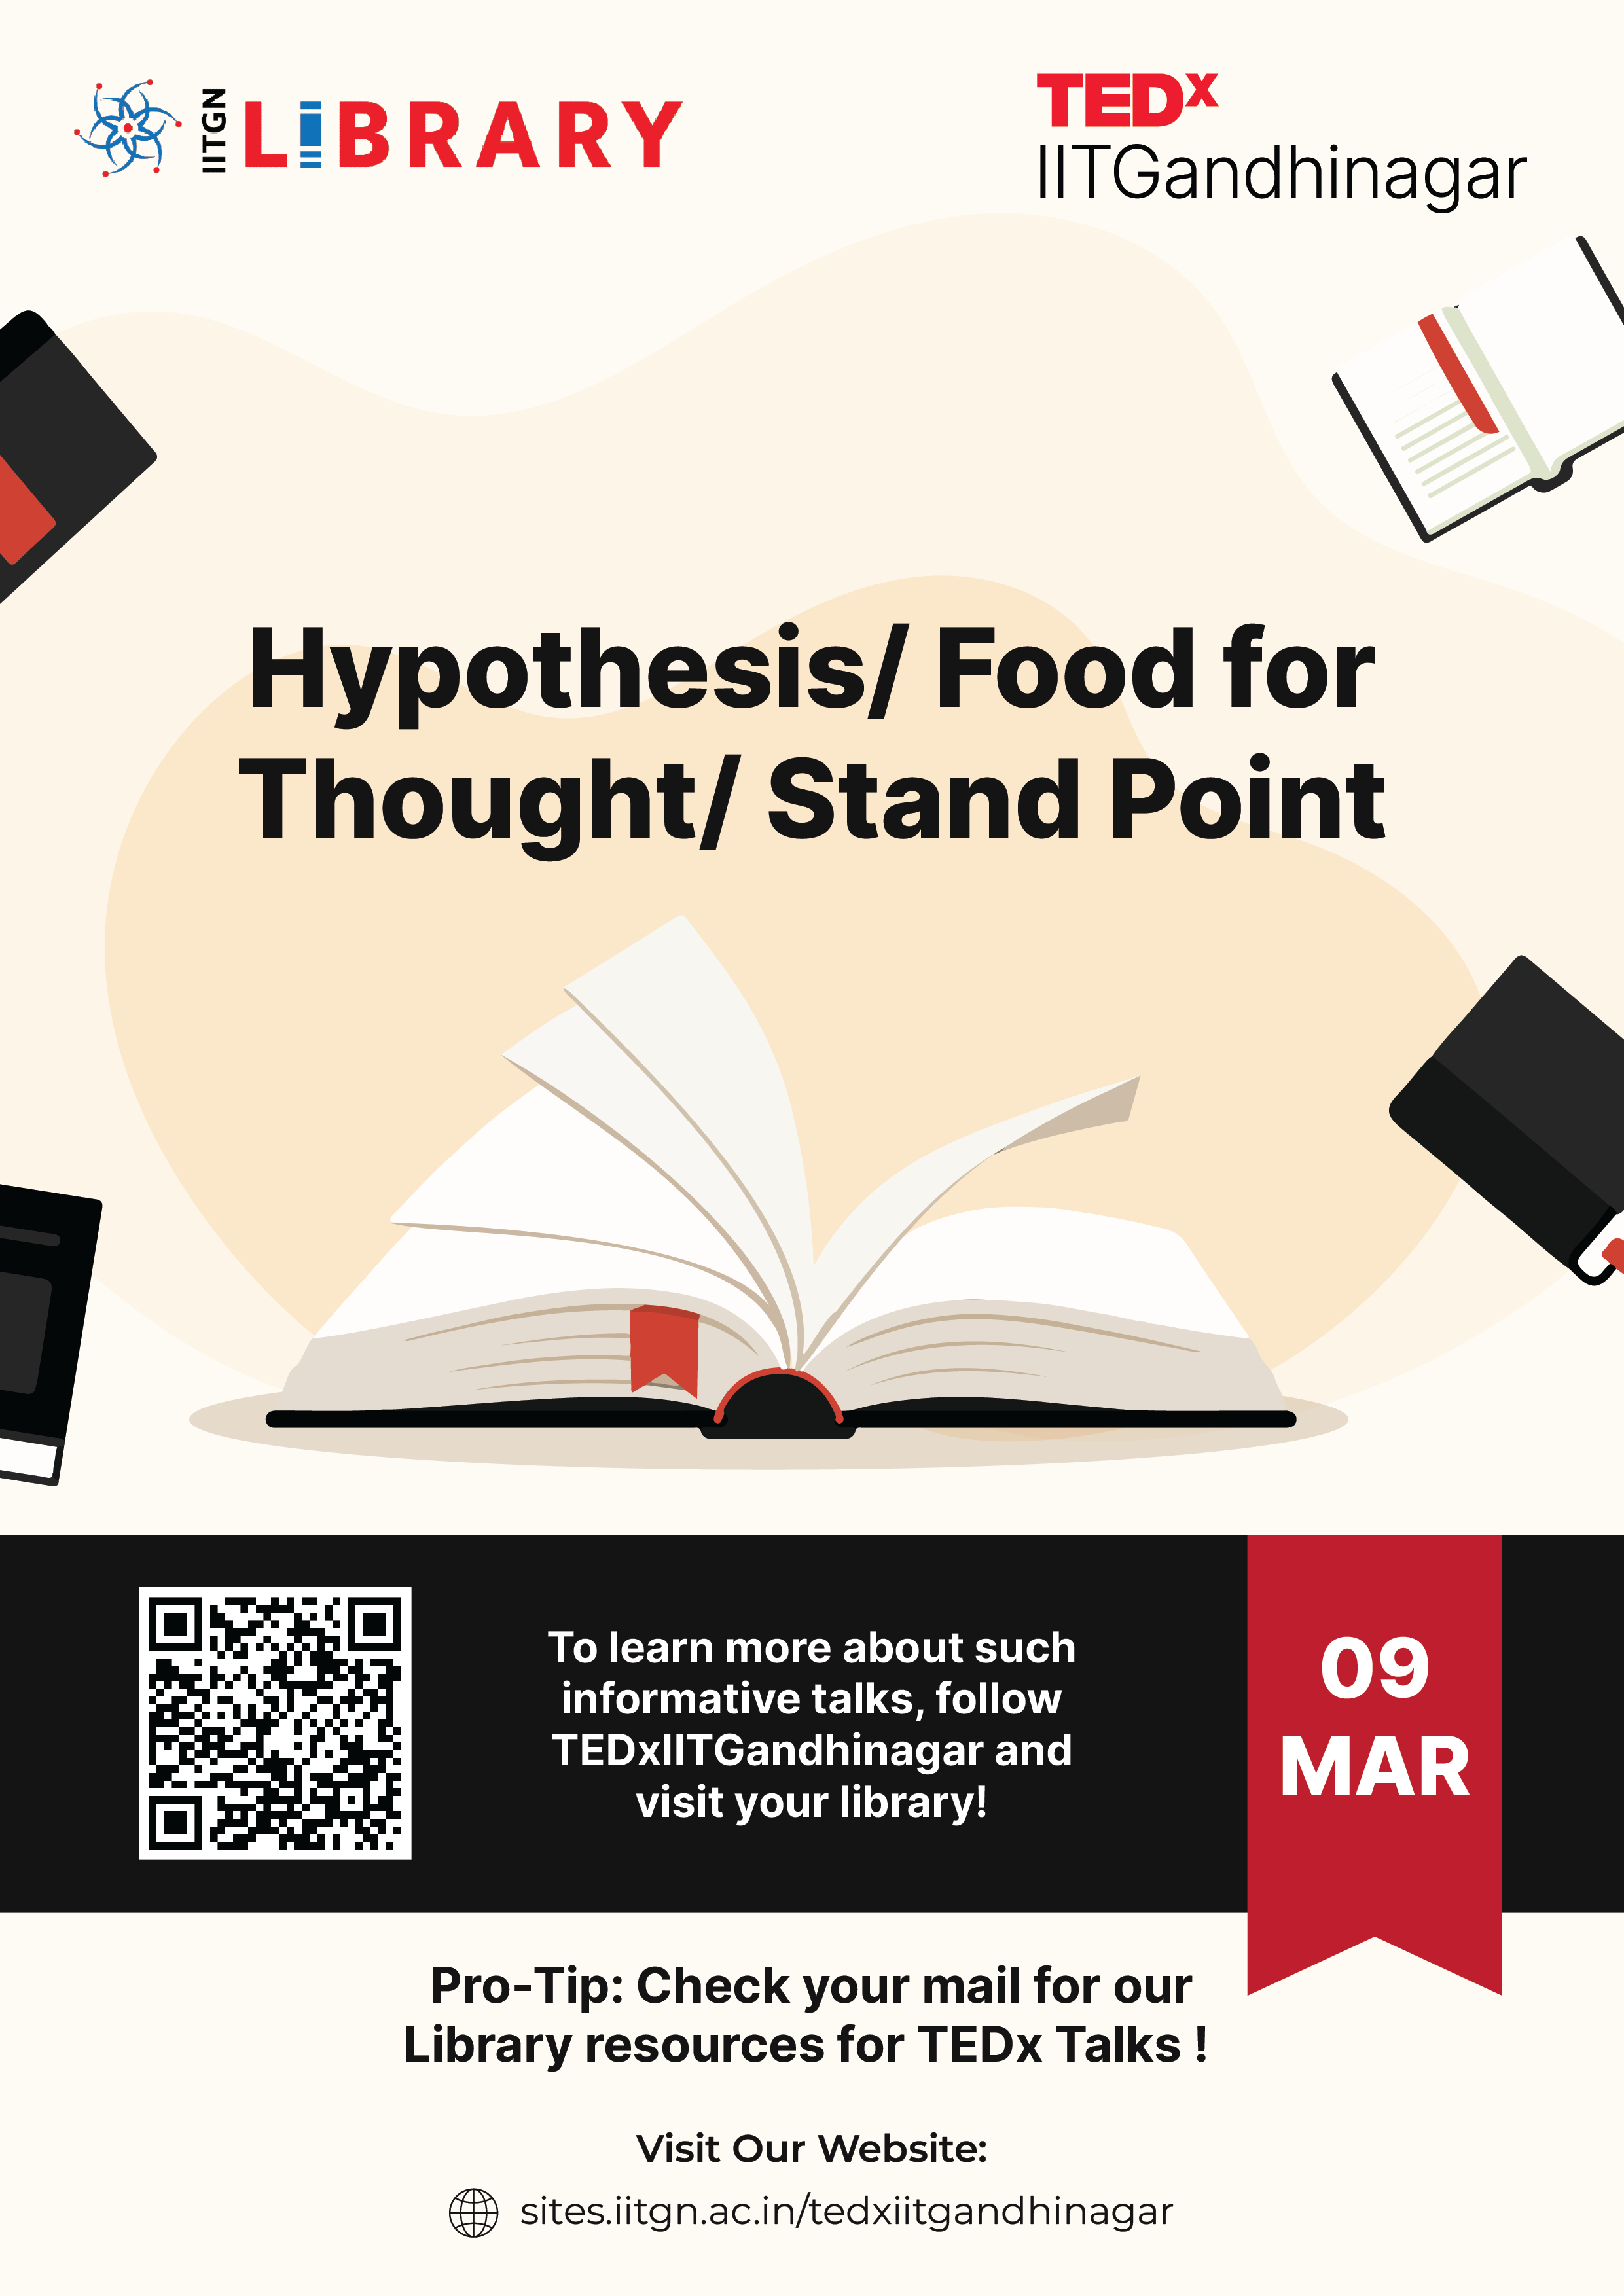 IITGN LiBRARY
TEDx
IITGandhinagar
Hypothesis/ Food for
Thought/ Stand Point
To learn more about such
informative talks, follow
TEDxIITGandhinagar and
visit your library!
09
MAR
Pro-Tip: Check your mail for our
Library resources for TEDx Talks !
Visit Our Website:
sites.iitgn.ac.in/tedxiitgandhinagar